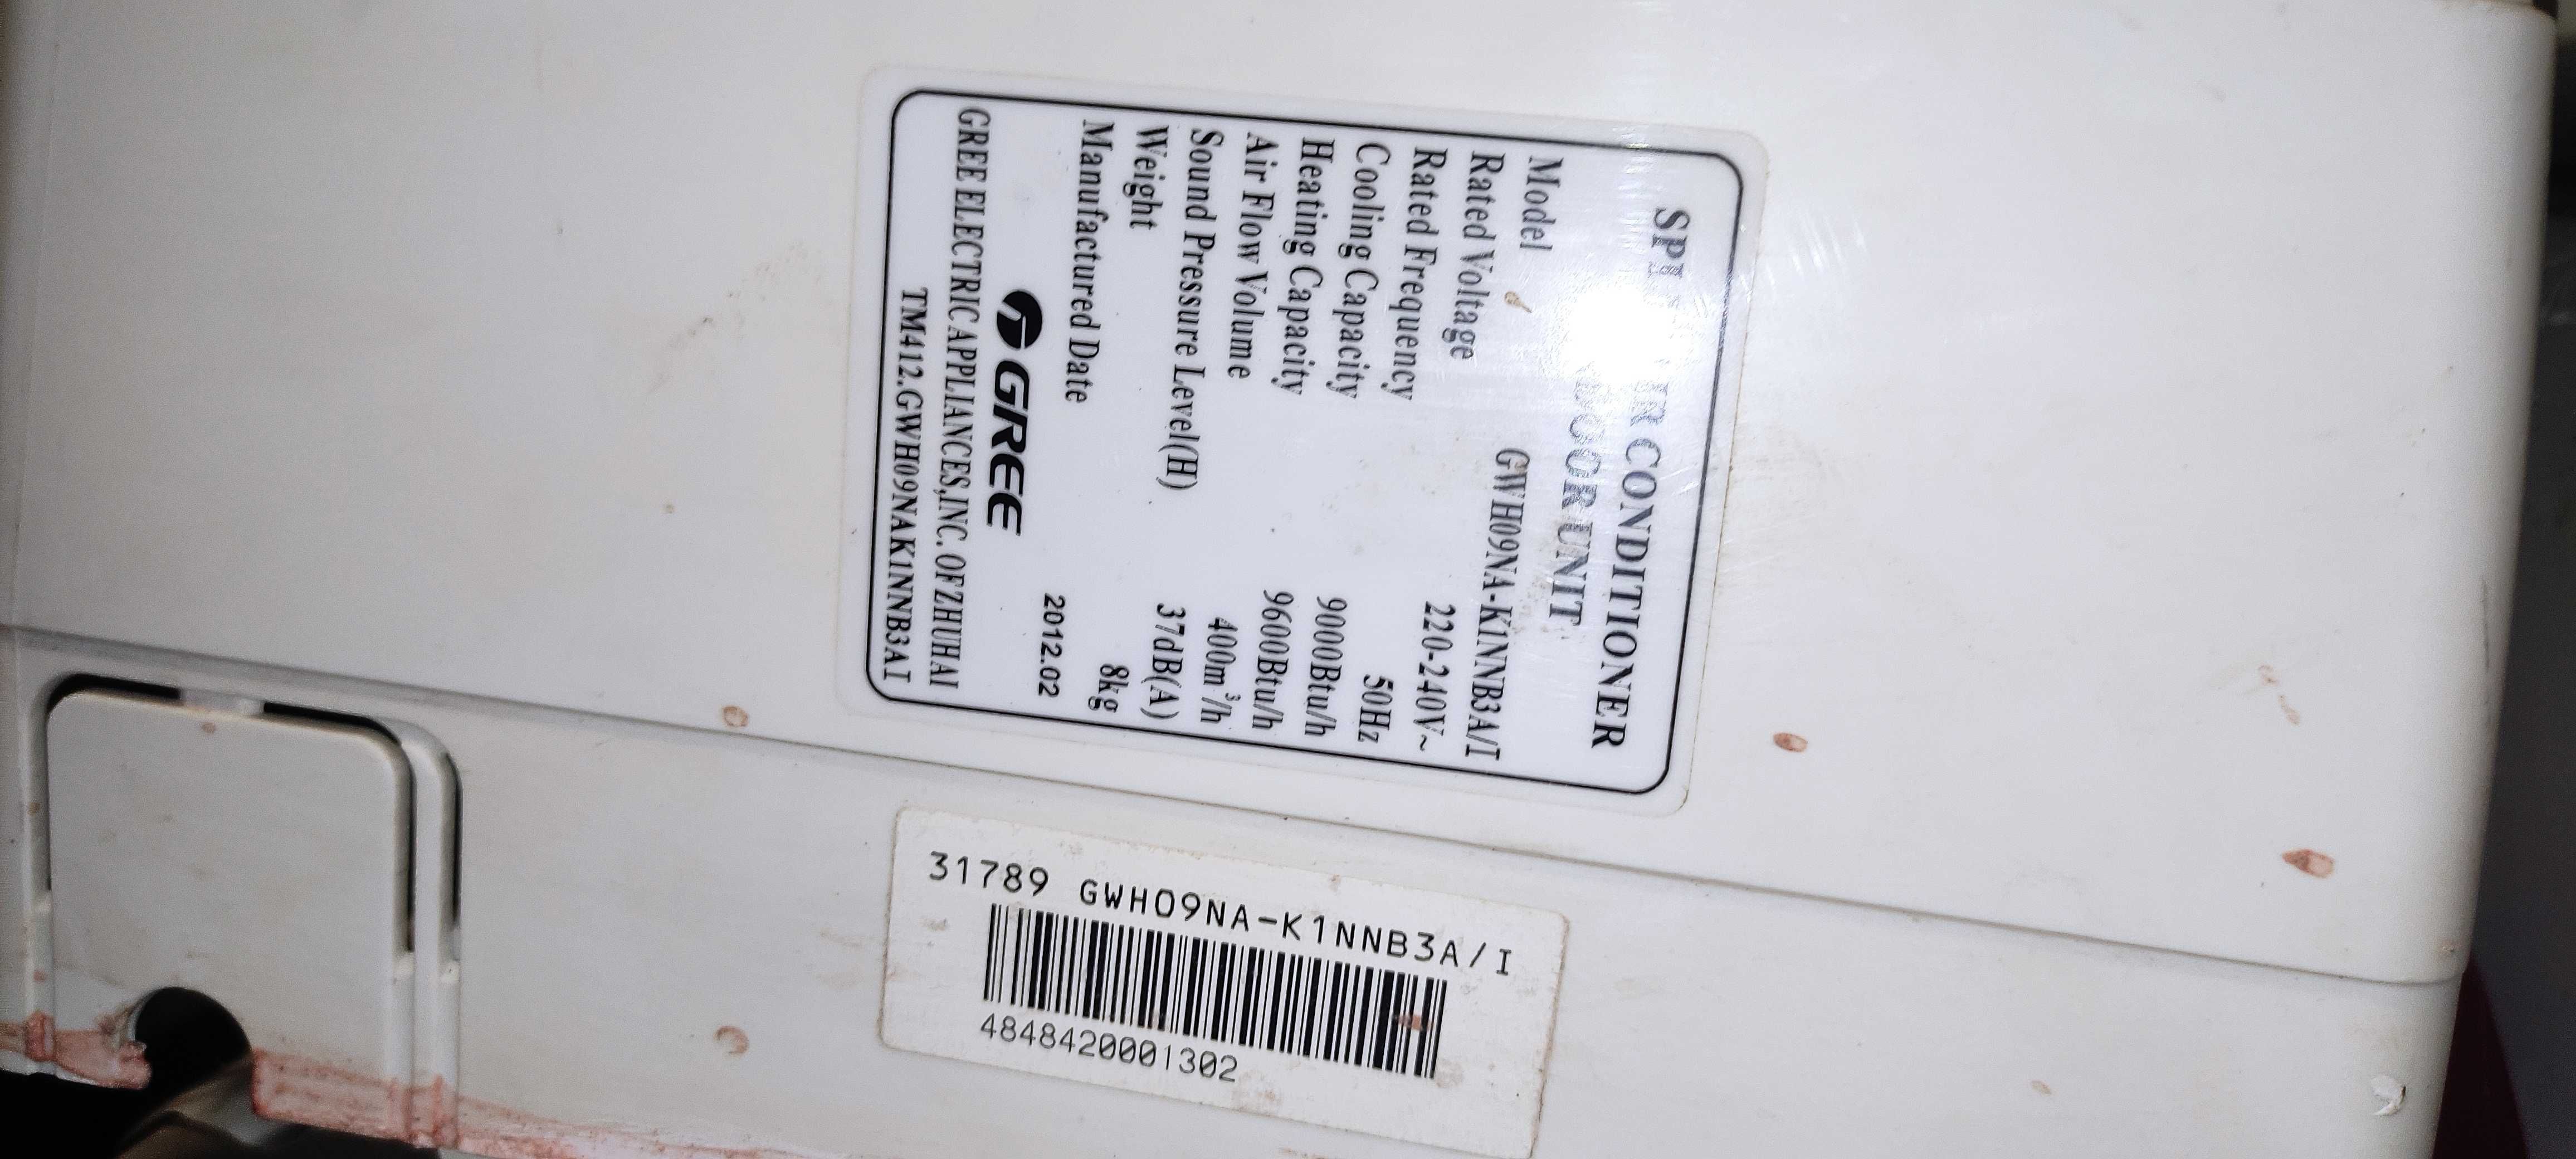 CONDITIONER
UNIT
Model GWH09NA-K1NNB3A/I
Rated Voltage 220-240V~
Rated Frequency 50Hz
Cooling Capacity 9000Btu/h
Heating Capacity 9600Btu/h
Air Flow Volume 400m³/h
Sound Pressure Level(H) 37dB(A)
Weight 8kg
Manufactured Date 2012.02
GREE
GREE ELECTRIC APPLIANCES,INC. OF ZHUHAI
TM412.GWH09NAK1NNB3AI
31789 GWH09NA-K1NNB3A/I
4848420001302